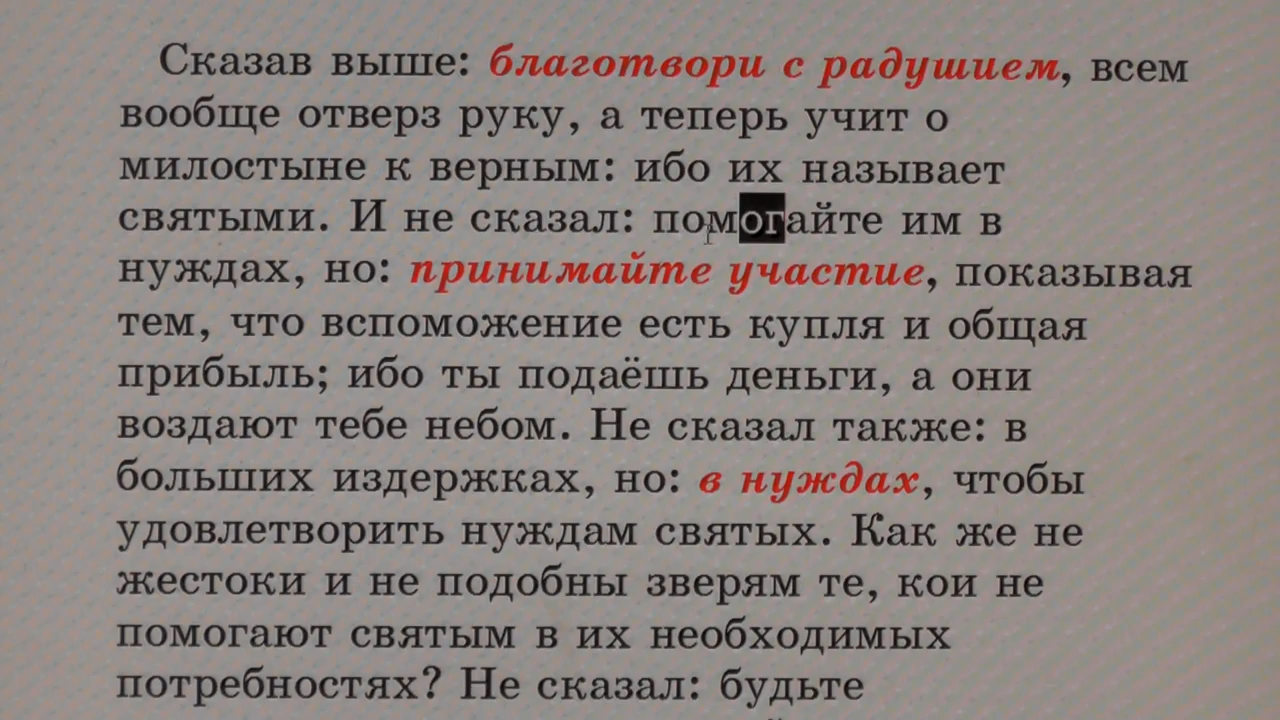 Сказав выше: благотвори с радушием, всем
вообще отверз руку, а теперь учит о
милостыне к верным: ибо их называет
святыми. И не сказал: помогайте им в
нуждах, но: принимайте участие, показывая
тем, что вспоможение есть купля и общая
прибыль; ибо ты подаёшь деньги, а они
воздают тебе небом. Не сказал также: в
больших издержках, но: в нуждах, чтобы
удовлетворить нуждам святых. Как же не
жестоки и не подобны зверям те, кои не
помогают святым в их необходимых
потребностях? Не сказал: будьте